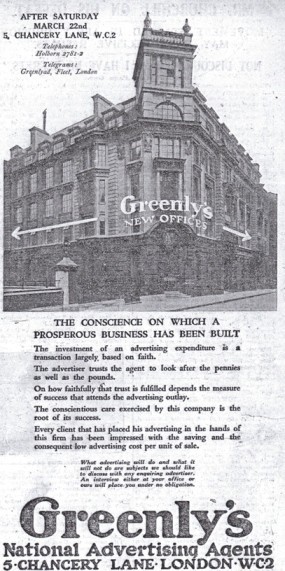 AFTER SATURDAY
MARCH 22nd
5, CHANCERY LANE, W.C.2
Telephones:
Holborn 2781-2
Telegrams:
Greenlyad, Fleet, London
Greenly's
NEW OFFICES
THE CONSCIENCE ON WHICH A
PROSPEROUS BUSINESS HAS BEEN BUILT
The investment of an advertising expenditure is a
transaction largely based on faith.
The advertiser trusts the agent to look after the pennies
as well as the pounds.
On how faithfully that trust is fulfilled depends the measure
of success that attends the advertising outlay.
The conscientious care exercised by this company is the
root of its success.
Every client that has placed his advertising in the hands of
this firm has been impressed with the saving and the
consequent low advertising cost per unit of sale.
What advertising will do and what it
will not do are subjects we should like
to discuss with any enquiring advertiser.
An interview either at your office or
ours will place you under no obligation.
Greenly's
National Advertising Agents
5·CHANCERY LANE·LONDON·WC2